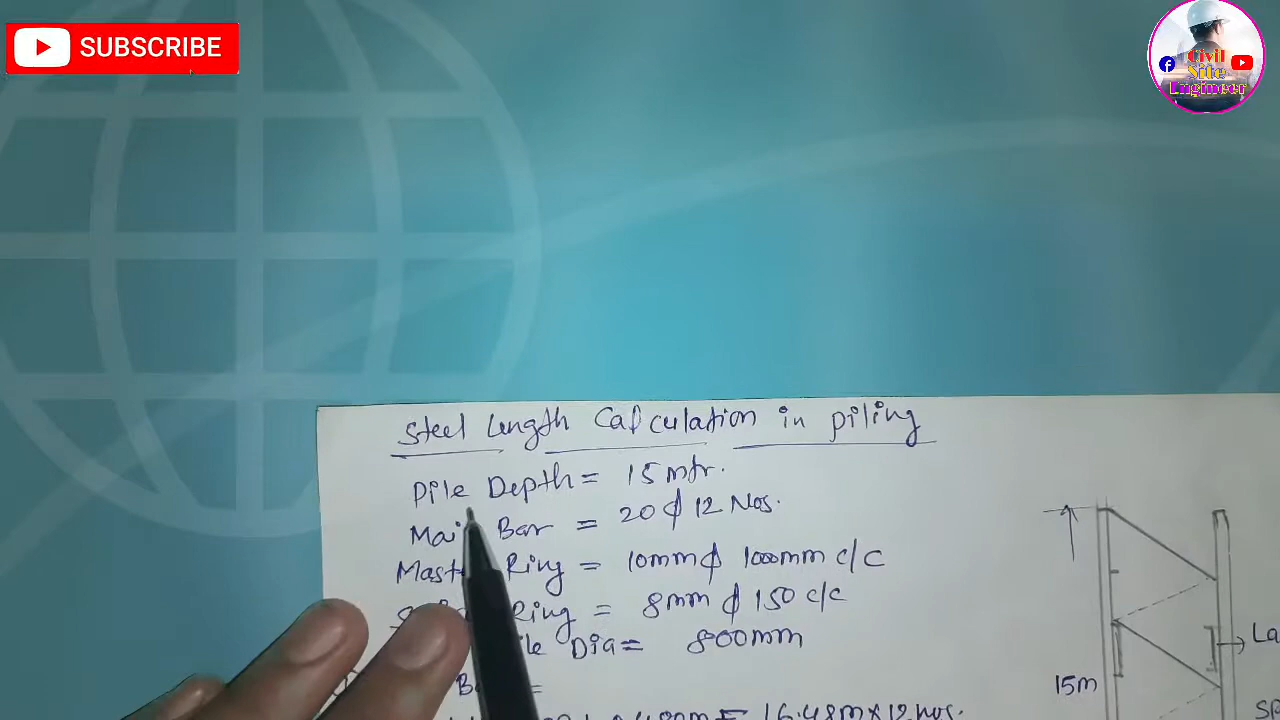 SUBSCRIBE
Civil
Site
Engineer
Steel Length Calculation in piling
Pile Depth = 15 mtr.
Bar = 20 ϕ 12 Nos.
Ring = 10mm ϕ 1000mm c/c
Ring = 8mm ϕ 150 c/c
Dia = 800mm
15m
= 16.48m x 12 nos.